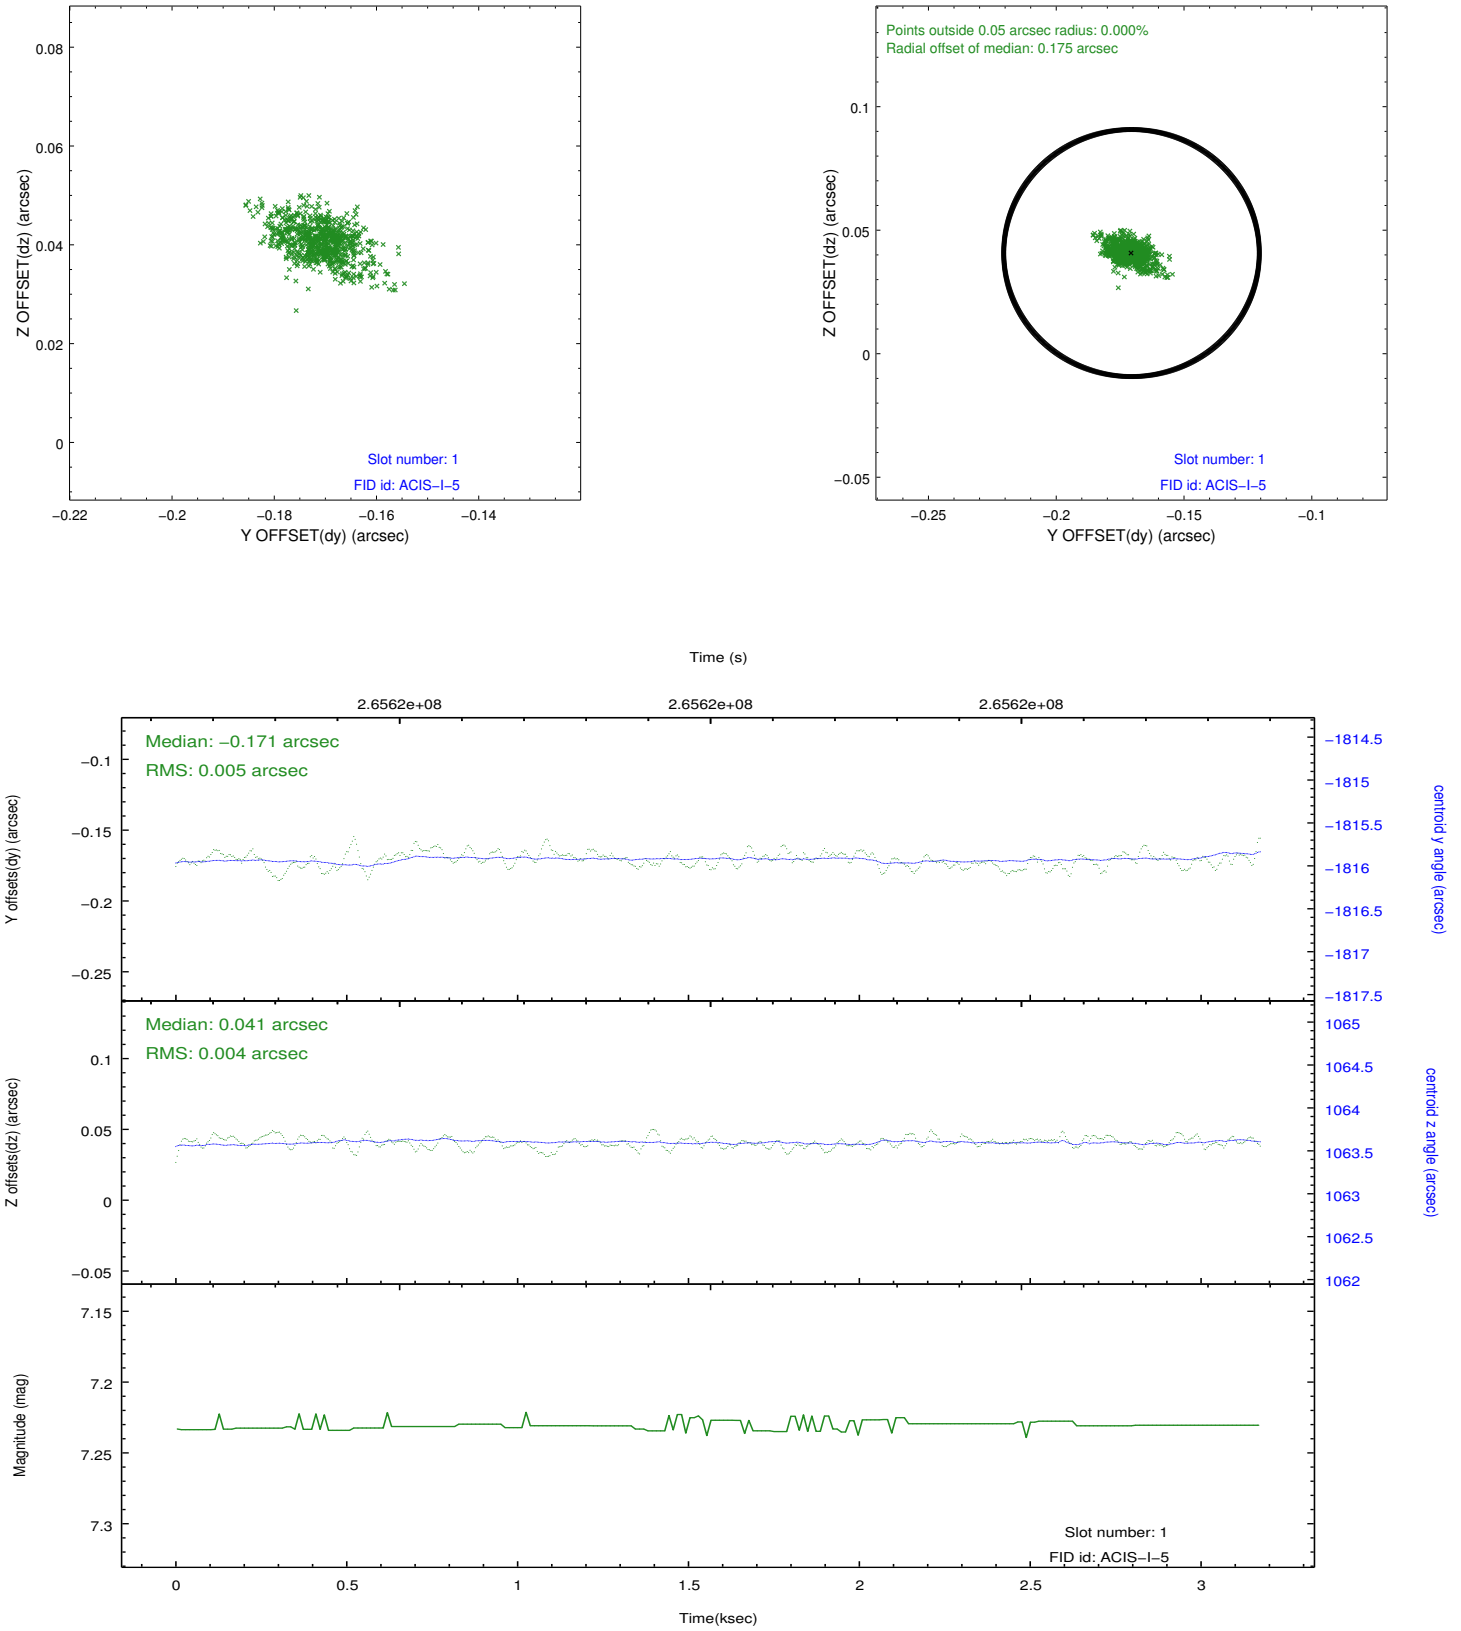 0.08
0.06
0.04
0.02
0
Z OFFSET(dz) (arcsec)
Slot number: 1
FID id: ACIS−I−5
−0.22
−0.2
−0.18
−0.16
−0.14
Y OFFSET(dy) (arcsec)
Points outside 0.05 arcsec radius: 0.000%
Radial offset of median: 0.175 arcsec
0.1
0.05
0
−0.05
Z OFFSET(dz) (arcsec)
Slot number: 1
FID id: ACIS−I−5
−0.25
−0.2
−0.15
−0.1
Y OFFSET(dy) (arcsec)
Time (s)
2.6562e+08
2.6562e+08
2.6562e+08
Median: −0.171 arcsec
RMS: 0.005 arcsec
−0.1
−0.15
−0.2
−0.25
Y offsets(dy) (arcsec)
−1814.5
−1815
−1815.5
−1816
−1816.5
−1817
−1817.5
centroid y angle (arcsec)
Median: 0.041 arcsec
RMS: 0.004 arcsec
0.1
0.05
0
−0.05
Z offsets(dz) (arcsec)
1065
1064.5
1064
1063.5
1063
1062.5
1062
centroid z angle (arcsec)
7.15
7.2
7.25
7.3
Magnitude (mag)
Slot number: 1
FID id: ACIS−I−5
0
0.5
1
1.5
2
2.5
3
Time(ksec)